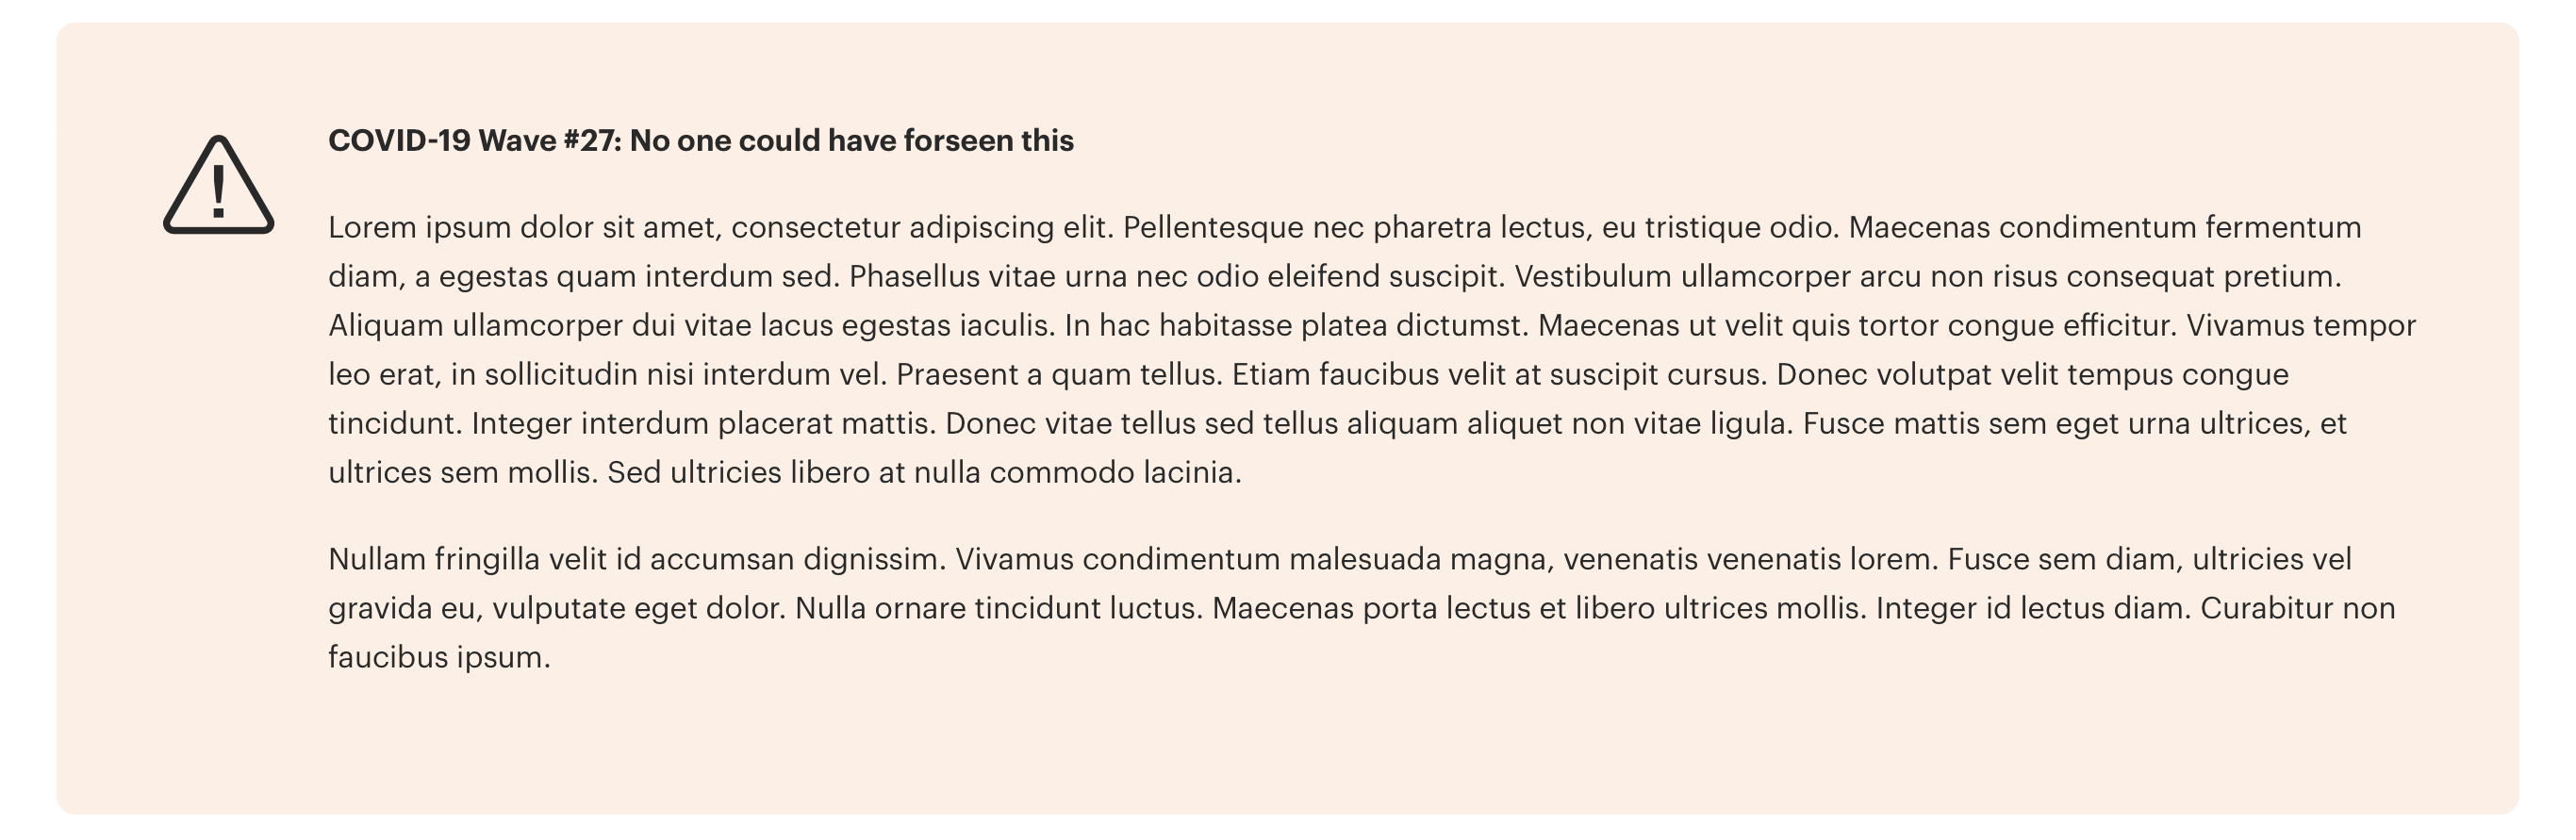 COVID-19 Wave #27: No one could have forseen this
Lorem ipsum dolor sit amet, consectetur adipiscing elit. Pellentesque nec pharetra lectus, eu tristique odio. Maecenas condimentum fermentum
diam, a egestas quam interdum sed. Phasellus vitae urna nec odio eleifend suscipit. Vestibulum ullamcorper arcu non risus consequat pretium.
Aliquam ullamcorper dui vitae lacus egestas iaculis. In hac habitasse platea dictumst. Maecenas ut velit quis tortor congue efficitur. Vivamus tempor
leo erat, in sollicitudin nisi interdum vel. Praesent a quam tellus. Etiam faucibus velit at suscipit cursus. Donec volutpat velit tempus congue
tincidunt. Integer interdum placerat mattis. Donec vitae tellus sed tellus aliquam aliquet non vitae ligula. Fusce mattis sem eget urna ultrices, et
ultrices sem mollis. Sed ultricies libero at nulla commodo lacinia.
Nullam fringilla velit id accumsan dignissim. Vivamus condimentum malesuada magna, venenatis venenatis lorem. Fusce sem diam, ultricies vel
gravida eu, vulputate eget dolor. Nulla ornare tincidunt luctus. Maecenas porta lectus et libero ultrices mollis. Integer id lectus diam. Curabitur non
faucibus ipsum.